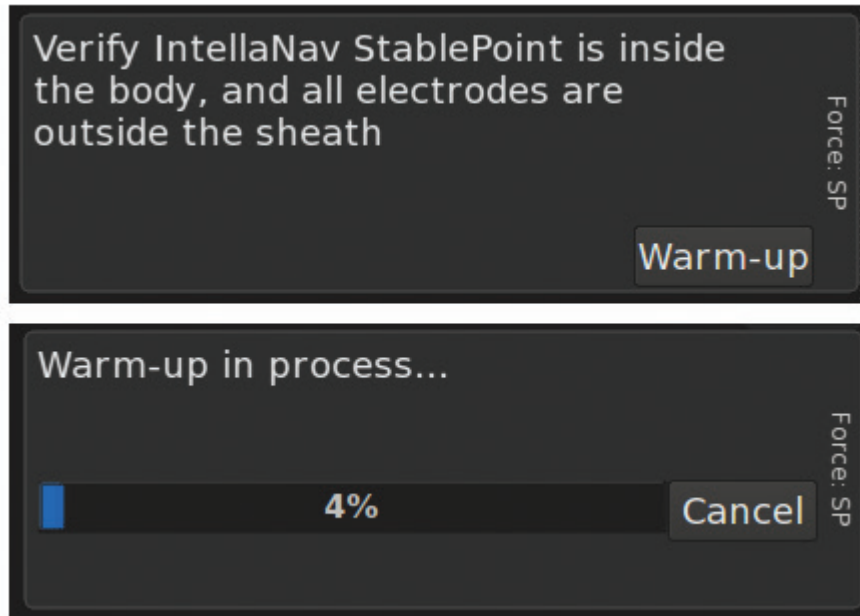 Verify IntellaNav StablePoint is inside
the body, and all electrodes are
outside the sheath
Force: SP
Warm-up
Warm-up in process...
4%
Cancel
Force: SP